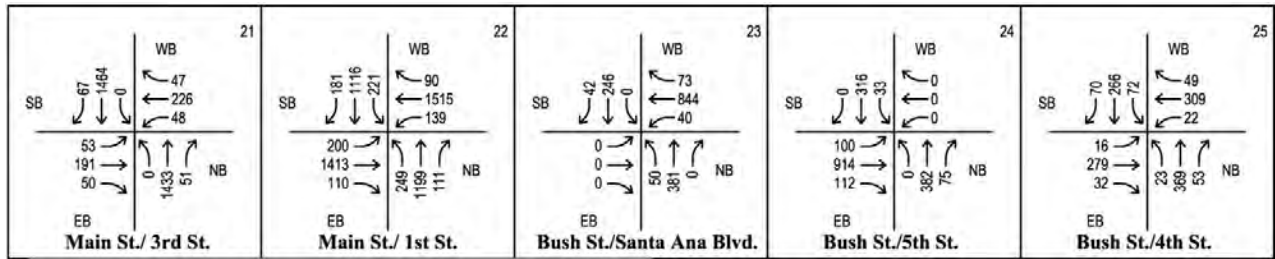 21
WB
SB
67 1464 0
47
226
48
53
191
50
0 1433 51
NB
EB
Main St./ 3rd St.
22
181 1116 221
90
1515
139
200
1413
110
249 1199 111
Main St./ 1st St.
23
WB
SB
42 246 0
73
844
40
0
0
0
50 381 0
NB
EB
Bush St./Santa Ana Blvd.
24
WB
SB
0 316 33
0
0
0
100
914
112
0 382 75
NB
EB
Bush St./5th St.
25
WB
SB
70 266 72
49
309
22
16
279
32
23 369 53
NB
EB
Bush St./4th St.